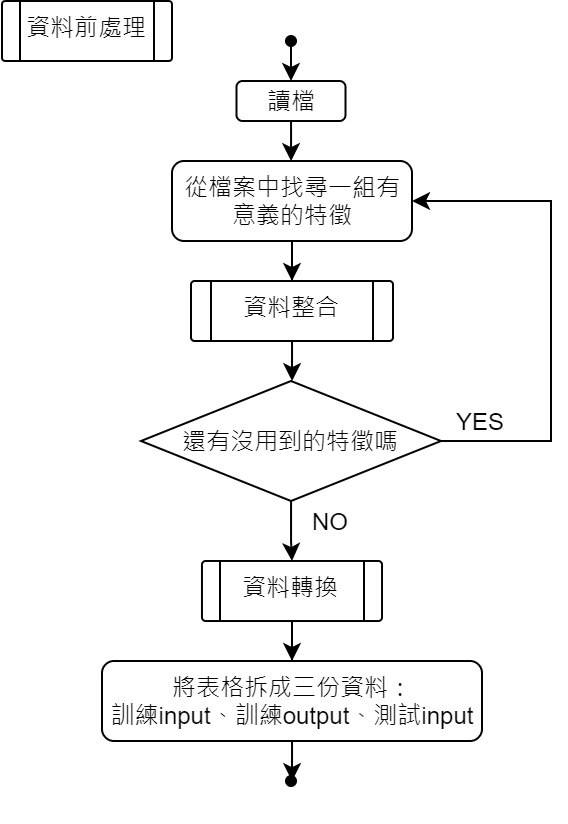 資料前處理
讀檔
從檔案中找尋一組有
意義的特徵
資料整合
還有沒用到的特徵嗎
YES
NO
資料轉換
將表格拆成三份資料：
訓練input、訓練output、測試input